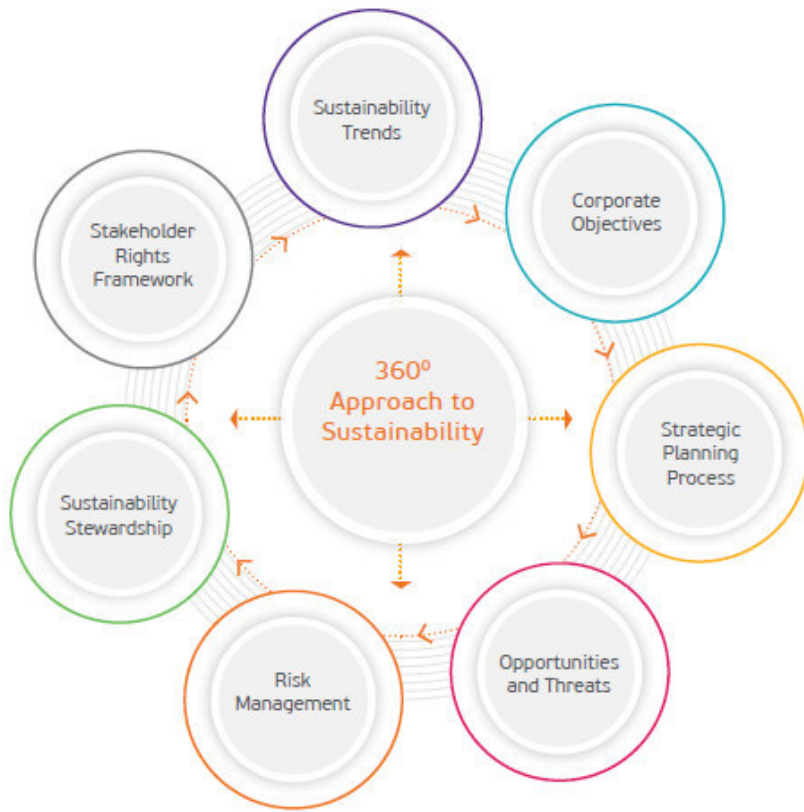 Sustainability
Trends
Corporate
Objectives
Stakeholder
Rights
Framework
360º
Approach to
Sustainability
Strategic
Planning
Process
Sustainability
Stewardship
Opportunities
and Threats
Risk
Management